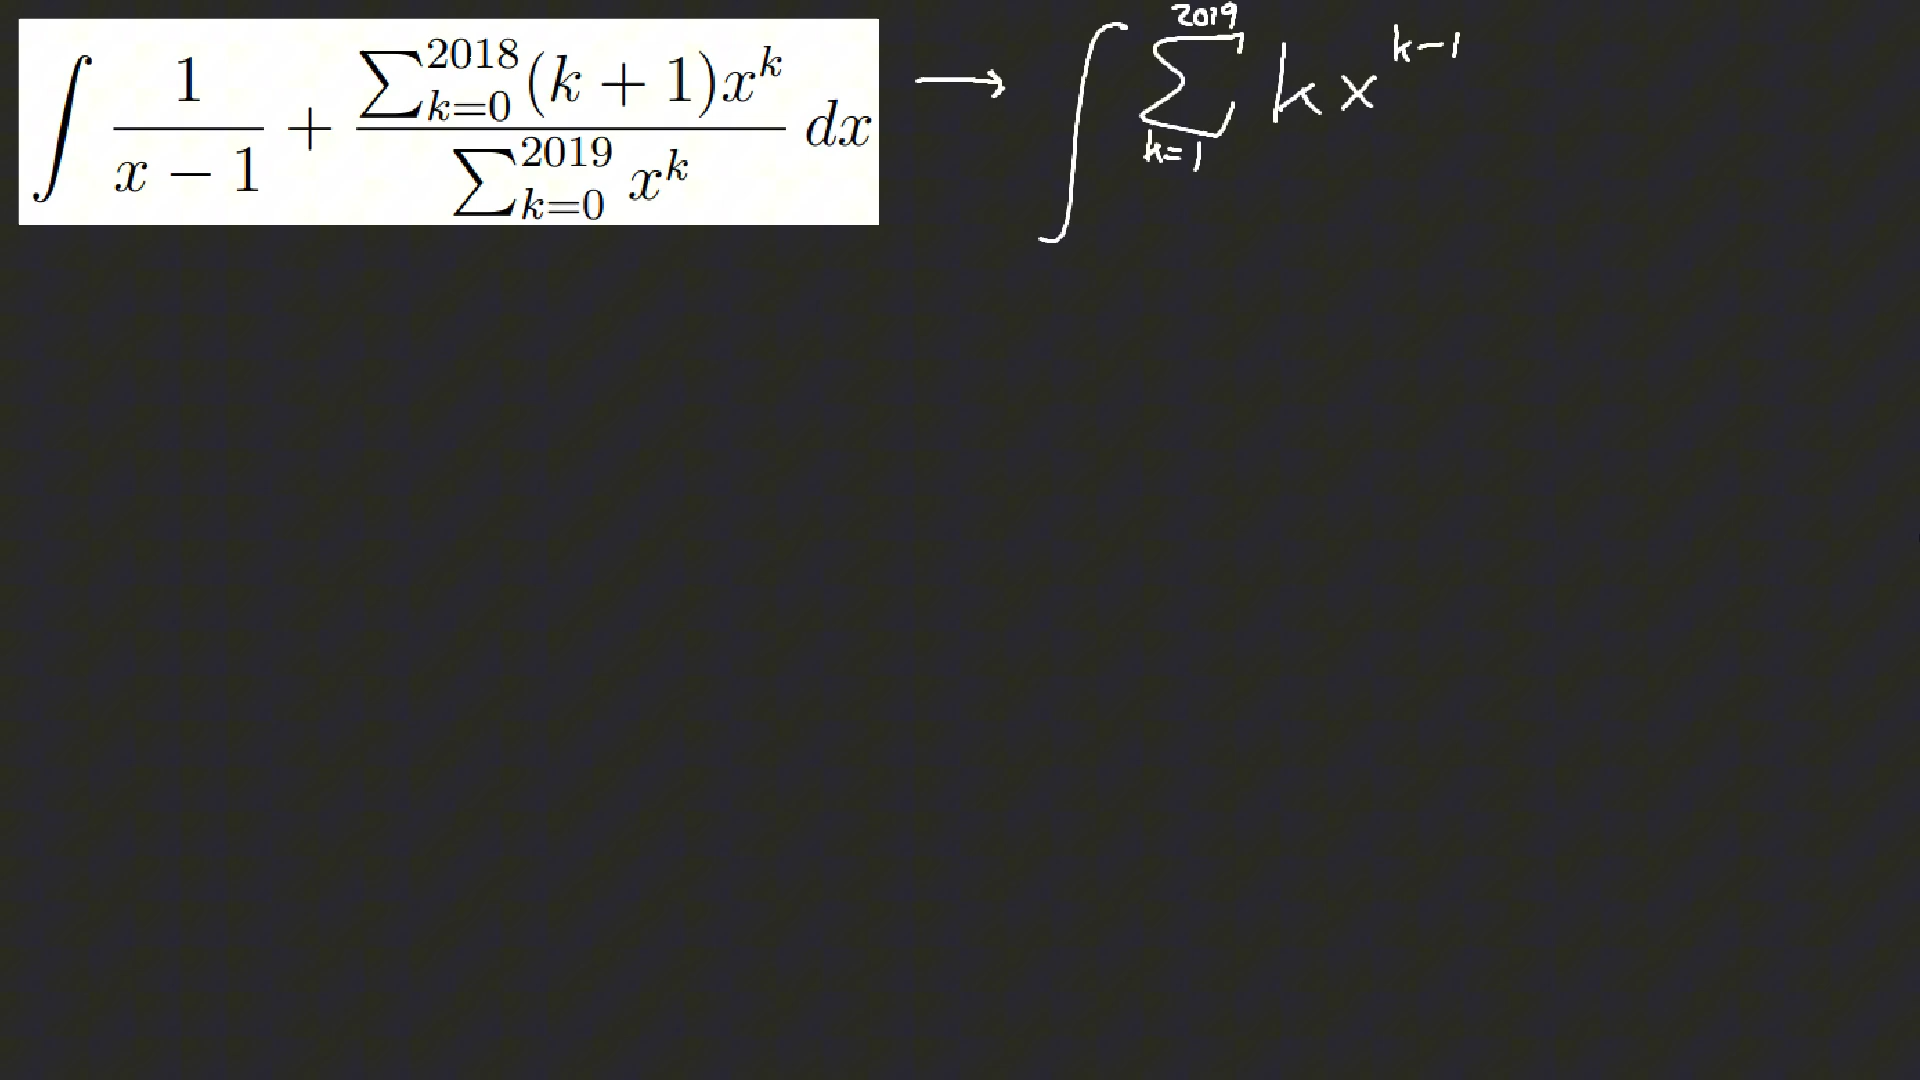 ∫ 1/(x − 1) + (∑_{k=0}^{2018} (k + 1)x^k)/(∑_{k=0}^{2019} x^k) dx → ∫ ∑_{k=1}^{2019} k x^{k-1}